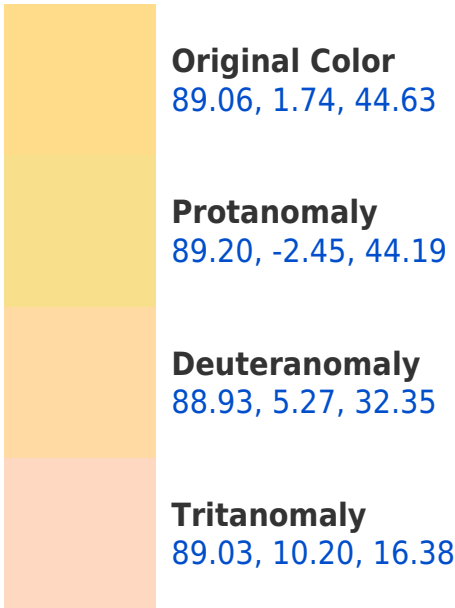 Original Color
89.06, 1.74, 44.63
Protanomaly
89.20, -2.45, 44.19
Deuteranomaly
88.93, 5.27, 32.35
Tritanomaly
89.03, 10.20, 16.38